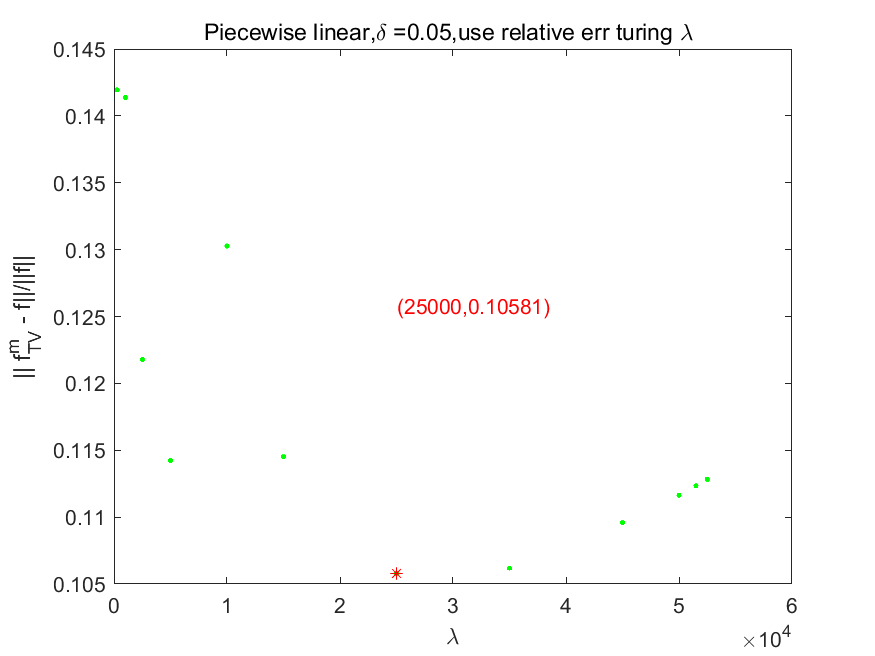 Piecewise linear,δ =0.05,use relative err turing λ
0.145
0.14
0.135
0.13
0.125
0.12
0.115
0.11
0.105
|| f^m_TV - f||/||f||
(25000,0.10581)
0 1 2 3 4 5 6
×10^4
λ